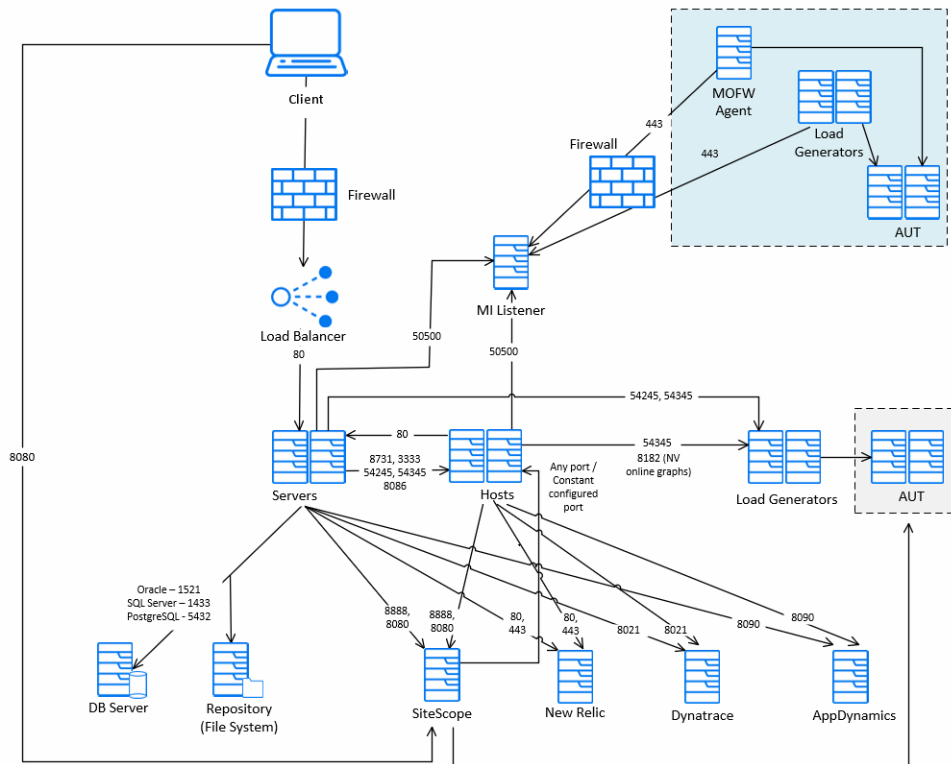 Client
MOFW
Agent
Load
Generators
AUT
443
443
Firewall
Firewall
MI Listener
Load Balancer
80
50500
50500
54245, 54345
80
8731, 3333
54245, 54345
8086
54345
8182 (NV
online graphs)
Any port /
Constant
configured
port
8080
Servers
Hosts
Load Generators
AUT
Oracle – 1521
SQL Server – 1433
PostgreSQL - 5432
8888,
8080
8888,
8080
80,
443
80,
443
8021
8021
8090
8090
DB Server
Repository
(File System)
SiteScope
New Relic
Dynatrace
AppDynamics